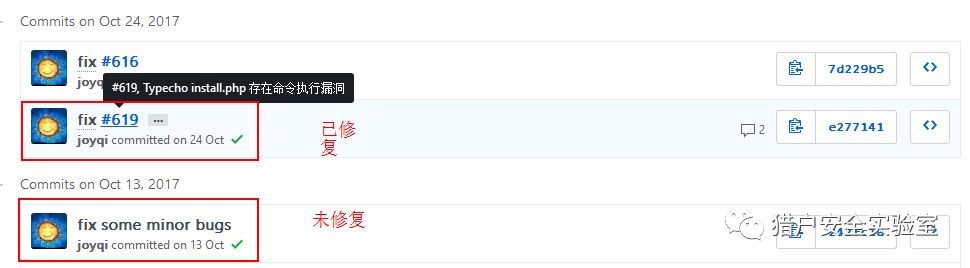 Commits on Oct 24, 2017
fix #616
joyq
#619, Typecho install.php 存在命令执行漏洞
7d229b5
fix #619 ...
joyqi committed on 24 Oct
已修
复
2
e277141
Commits on Oct 13, 2017
fix some minor bugs
joyqi committed on 13 Oct
未修复
猎户安全实验室